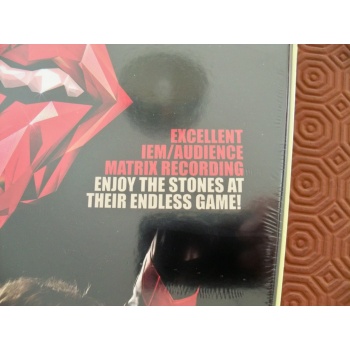 EXCELLENT
IEM/AUDIENCE
MATRIX RECORDING
ENJOY THE STONES AT
THEIR ENDLESS GAME!